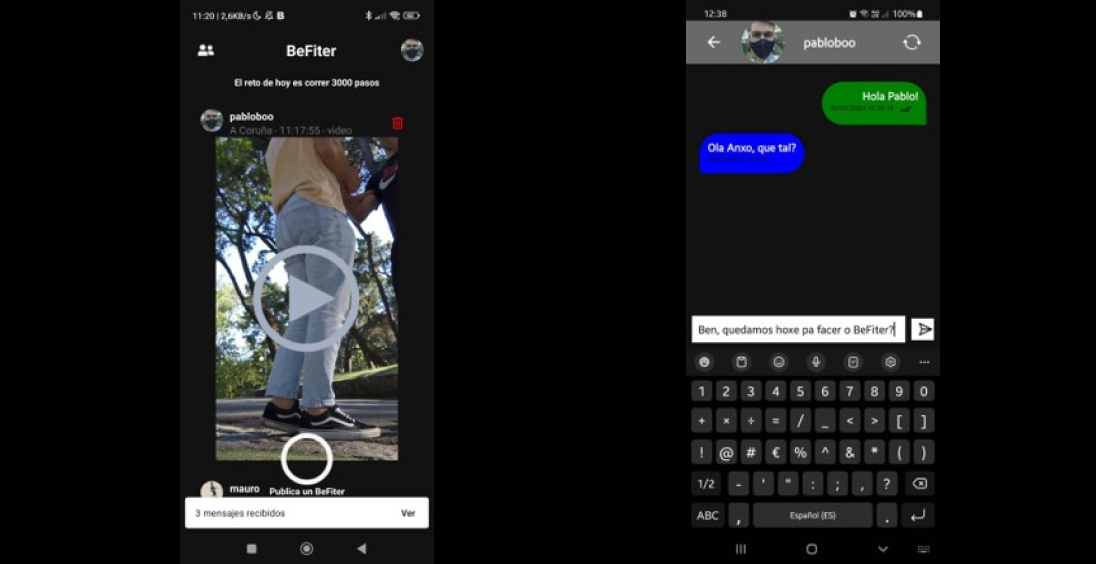 11:20 | 2,6KB/s
BeFiter
El reto de hoy es correr 3000 pasos
pabloboo
A Coruña · 11:17:55 · vídeo
mauro
Publica un BeFiter
3 mensajes recibidos
Ver
12:38
100%
pabloboo
Hola Pablo!
Ola Anxo, que tal?
Ben, quedamos hoxe pa facer o BeFiter?
1 2 3 4 5 6 7 8 9 0
+ × ÷ = / _ < > [ ]
! @ # € % ^ & * ( )
1/2 - ' " : ; , ?
ABC , Español (ES) .